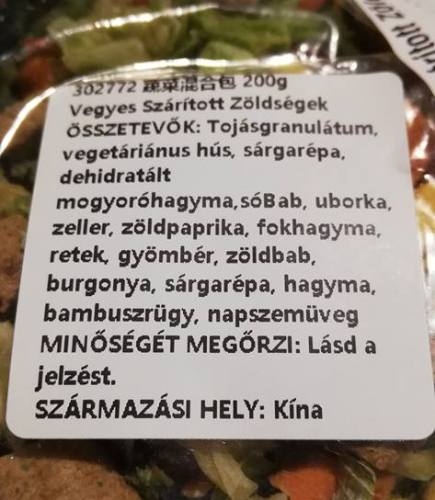 302772 蔬菜混合包 200g
Vegyes Szárított Zöldségek
ÖSSZETEVŐK: Tojásgranulátum,
vegetáriánus hús, sárgarépa,
dehidratált
mogyoróhagyma,sóBab, uborka,
zeller, zöldpaprika, fokhagyma,
retek, gyömbér, zöldbab,
burgonya, sárgarépa, hagyma,
bambuszrügy, napszemüveg
MINŐSÉGÉT MEGŐRZI: Lásd a
jelzést.
SZÁRMAZÁSI HELY: Kína